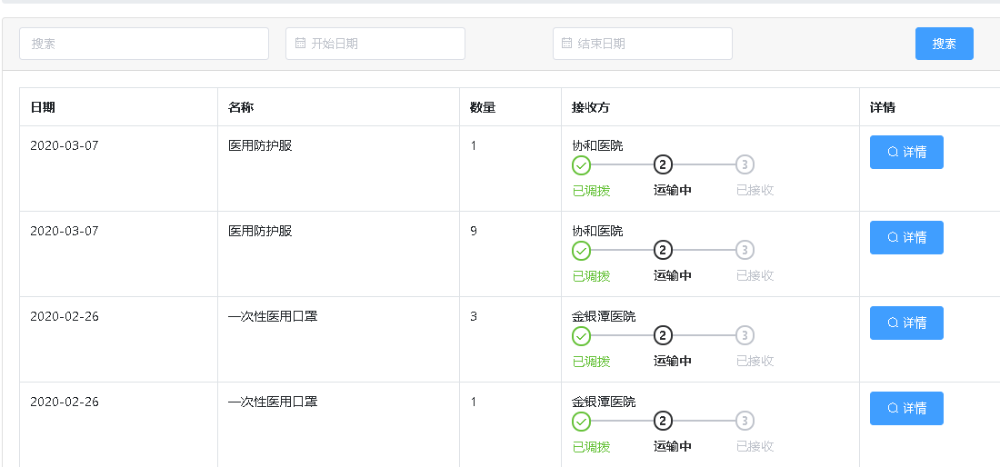 搜索 开始日期 结束日期 搜索
日期 名称 数量 接收方 详情
2020-03-07 医用防护服 1 协和医院 详情
2 3
已调拨 运输中 已接收
2020-03-07 医用防护服 9 协和医院 详情
2 3
已调拨 运输中 已接收
2020-02-26 一次性医用口罩 3 金银潭医院 详情
2 3
已调拨 运输中 已接收
2020-02-26 一次性医用口罩 1 金银潭医院 详情
2 3
已调拨 运输中 已接收